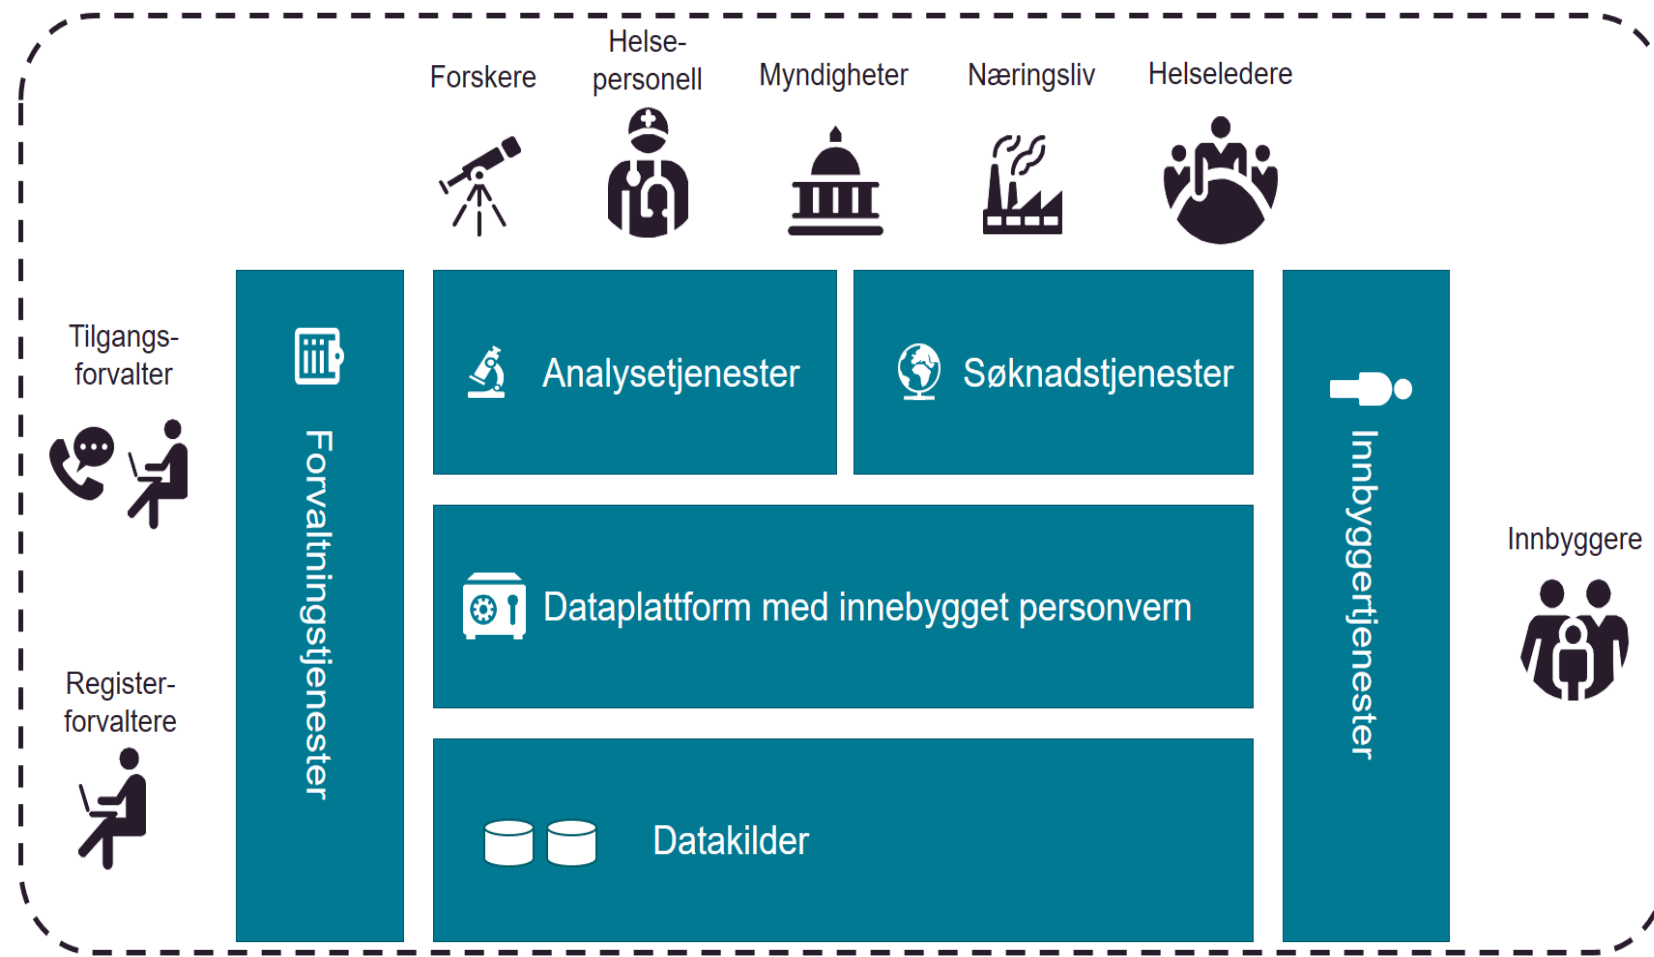 Forskere
Helse-
personell
Myndigheter
Næringsliv
Helseledere
Tilgangs-
forvalter
Register-
forvaltere
Forvaltningstjenester
Analysetjenester
Søknadstjenester
Dataplattform med innebygget personvern
Datakilder
Innbyggertjenester
Innbyggere